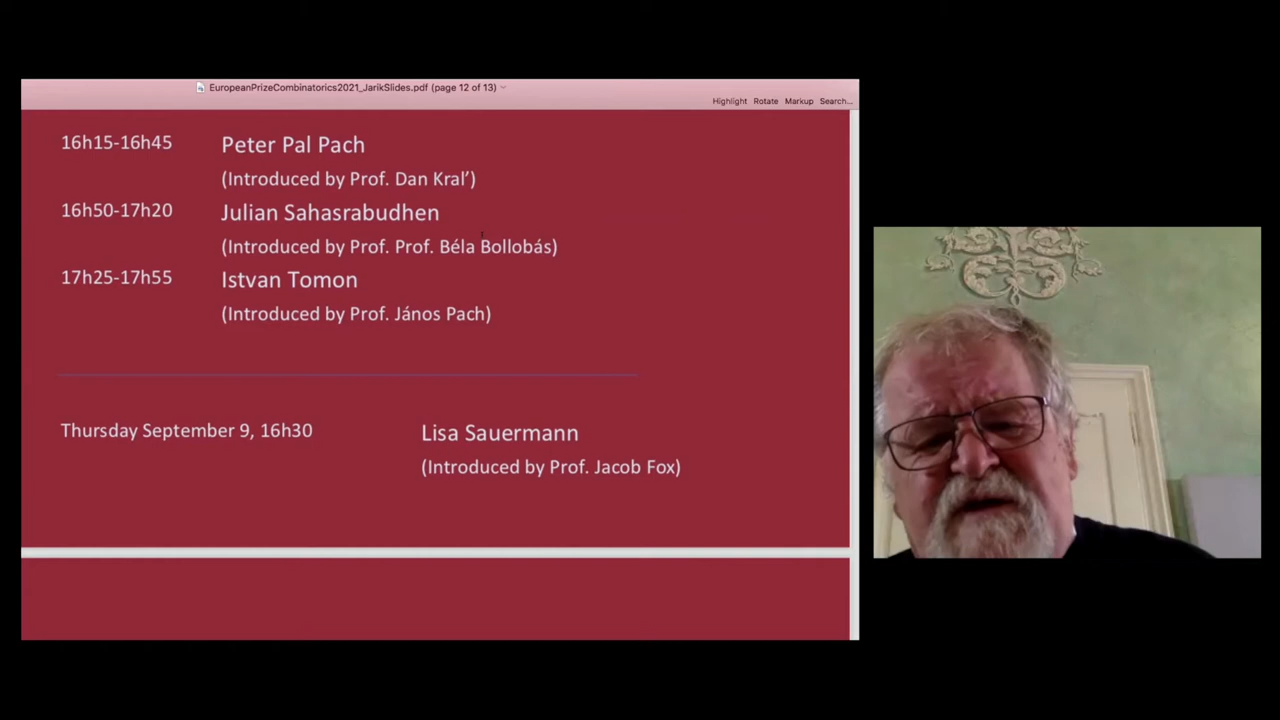 EuropeanPrizeCombinatorics2021_JarikSlides.pdf (page 12 of 13)
Highlight Rotate Markup Search...
16h15-16h45 Peter Pal Pach
(Introduced by Prof. Dan Kral’)
16h50-17h20 Julian Sahasrabudhen
(Introduced by Prof. Prof. Béla Bollobás)
17h25-17h55 Istvan Tomon
(Introduced by Prof. János Pach)
Thursday September 9, 16h30 Lisa Sauermann
(Introduced by Prof. Jacob Fox)